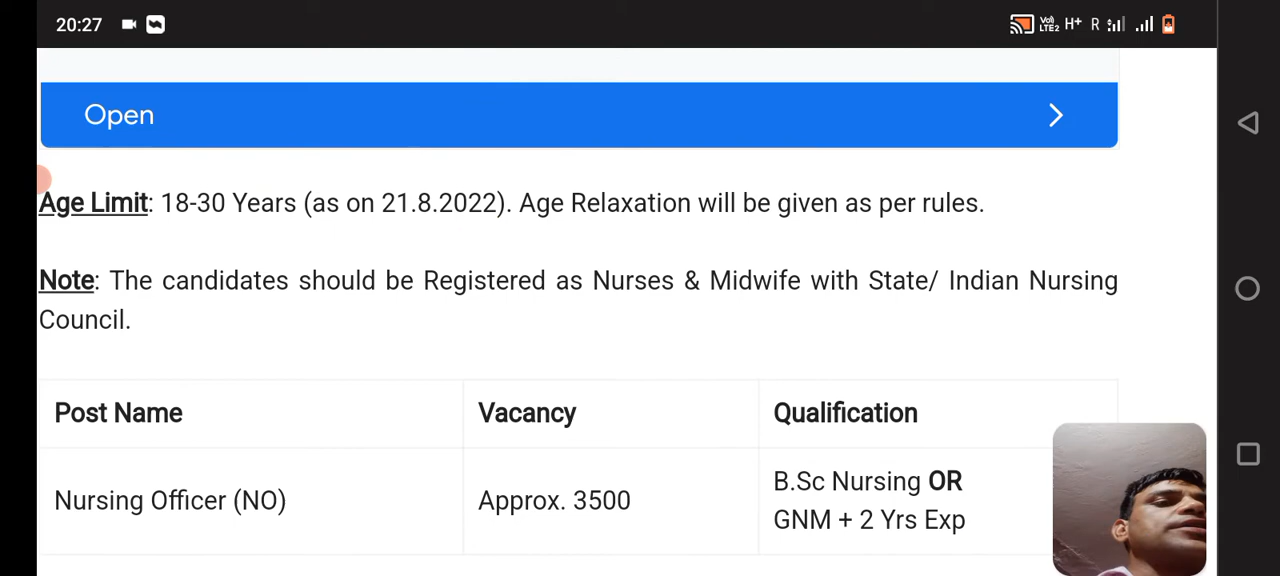 20:27 Vo) LTE2 H+ R
Open
Age Limit: 18-30 Years (as on 21.8.2022). Age Relaxation will be given as per rules.
Note: The candidates should be Registered as Nurses & Midwife with State/ Indian Nursing
Council.
Post Name Vacancy Qualification
Nursing Officer (NO) Approx. 3500 B.Sc Nursing OR
GNM + 2 Yrs Exp